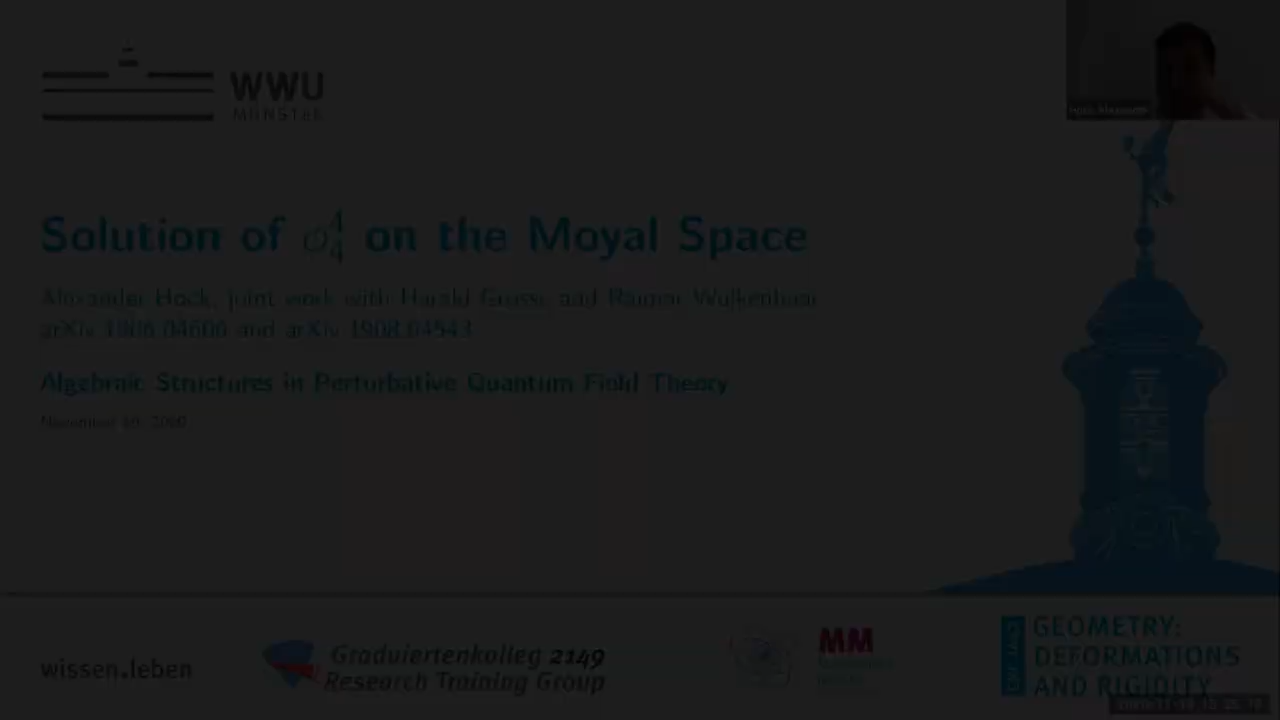 WWU
MÜNSTER
Solution of ϕ⁴₄ on the Moyal Space
Alexander Hock, joint work with Harald Grosse and Raimar Wulkenhaar
arXiv:1906.04600 and arXiv:1908.04543
Algebraic Structures in Perturbative Quantum Field Theory
November 2020
wissen.leben
Graduiertenkolleg 2149
Research Training Group
MM
GEOMETRY:
DEFORMATIONS
AND RIGIDITY